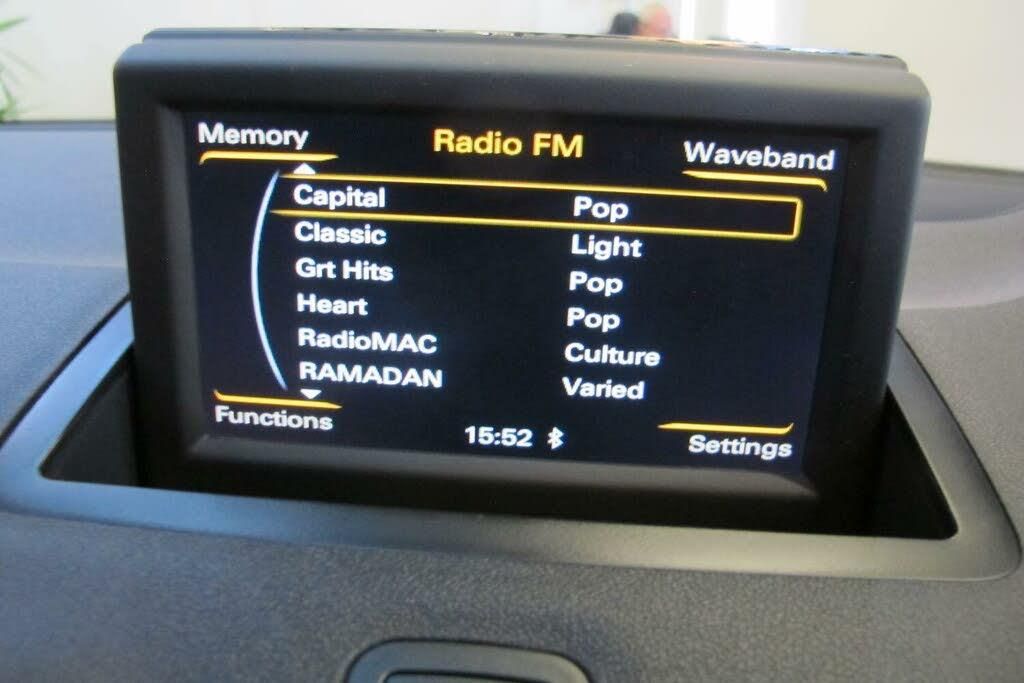 Memory Radio FM Waveband
Capital Pop
Classic Light
Grt Hits Pop
Heart Pop
RadioMAC Culture
RAMADAN Varied
Functions 15:52 Settings